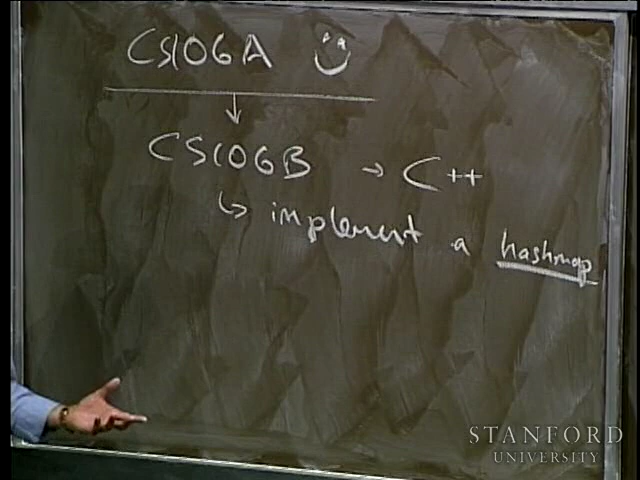 CS106A
CS106B → C++
↳ implement a hashmap
STANFORD
UNIVERSITY